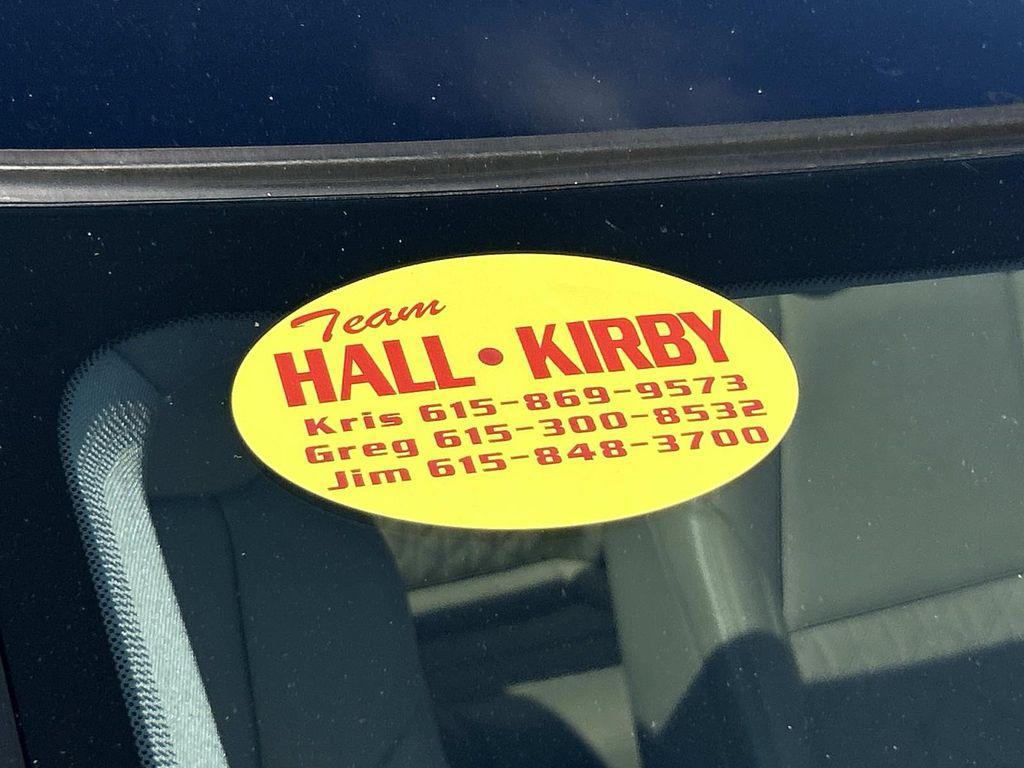 Team
HALL • KIRBY
Kris 615-869-9573
Greg 615-300-8532
Jim 615-848-3700